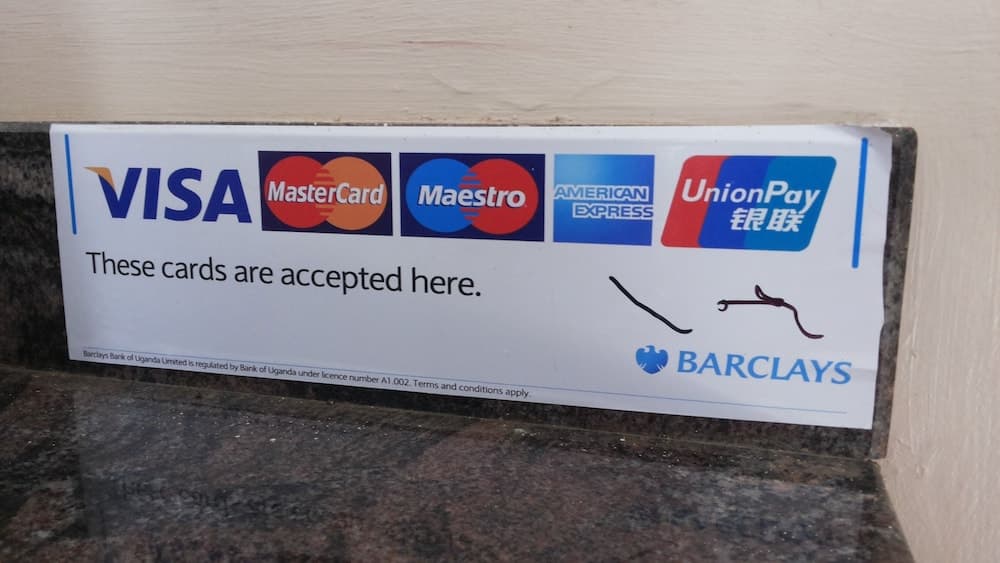 VISA MasterCard Maestro AMERICAN EXPRESS UnionPay 银联
These cards are accepted here.
BARCLAYS
Barclays Bank of Uganda Limited is regulated by Bank of Uganda under licence number A1.002. Terms and conditions apply.